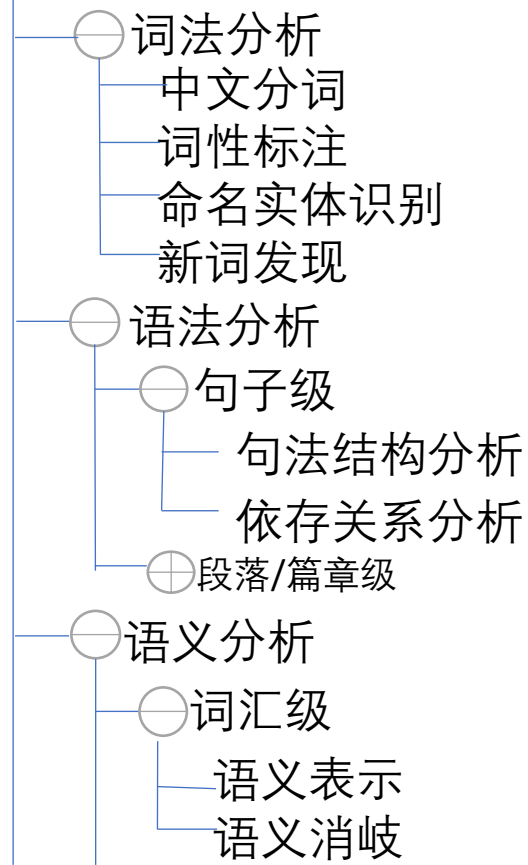 词法分析
中文分词
词性标注
命名实体识别
新词发现
语法分析
句子级
句法结构分析
依存关系分析
段落/篇章级
语义分析
词汇级
语义表示
语义消岐